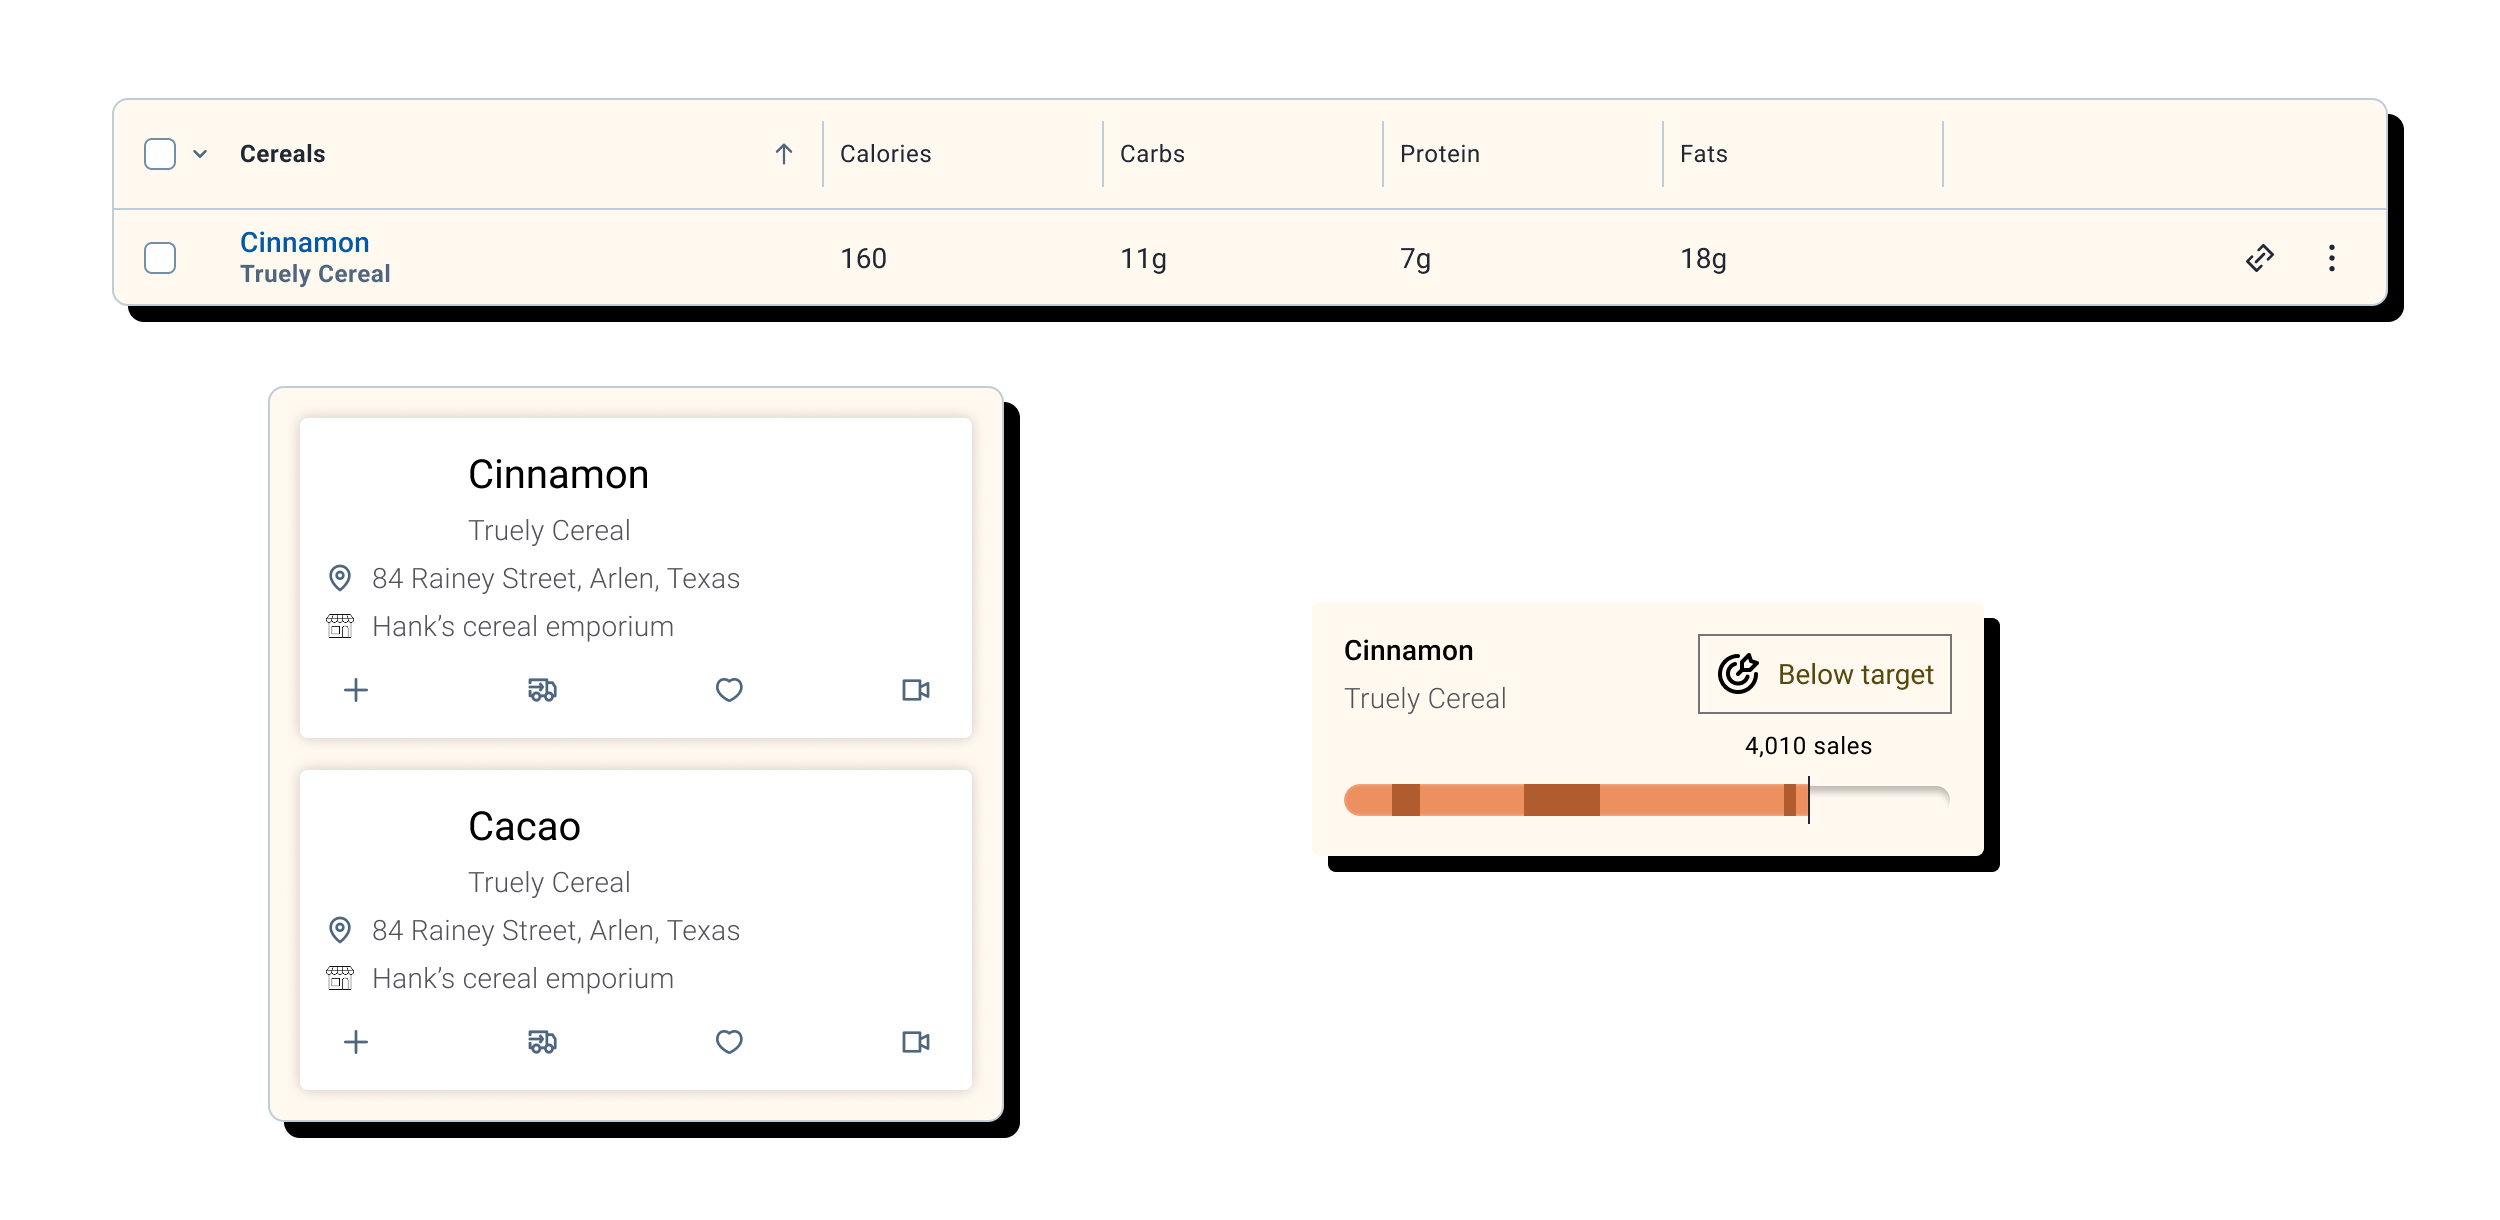 Cereals Calories Carbs Protein Fats
Cinnamon
Truely Cereal
160 11g 7g 18g
Cinnamon
Truely Cereal
84 Rainey Street, Arlen, Texas
Hank’s cereal emporium
Cacao
Truely Cereal
84 Rainey Street, Arlen, Texas
Hank’s cereal emporium
Cinnamon
Truely Cereal
Below target
4,010 sales